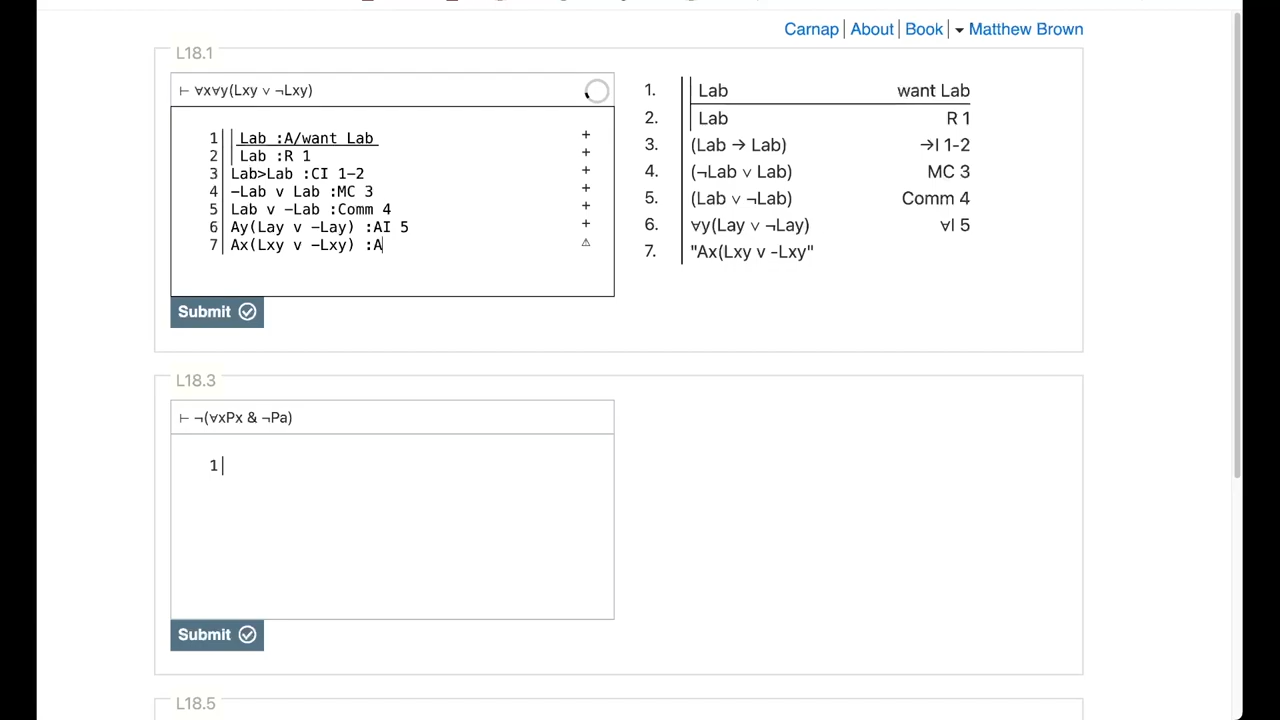 Carnap About Book Matthew Brown
L18.1
⊢ ∀x∀y(Lxy ∨ ¬Lxy)
1 Lab :A/want Lab +
2 Lab :R 1 +
3 Lab>Lab :CI 1-2 +
4 -Lab v Lab :MC 3 +
5 Lab v -Lab :Comm 4 +
6 Ay(Lay v -Lay) :AI 5 +
7 Ax(Lxy v -Lxy) :A ⚠
Submit
1. Lab want Lab
2. Lab R 1
3. (Lab → Lab) →I 1-2
4. (¬Lab ∨ Lab) MC 3
5. (Lab ∨ ¬Lab) Comm 4
6. ∀y(Lay ∨ ¬Lay) ∀I 5
7. "Ax(Lxy v -Lxy"
L18.3
⊢ ¬(∀xPx & ¬Pa)
1
Submit
L18.5